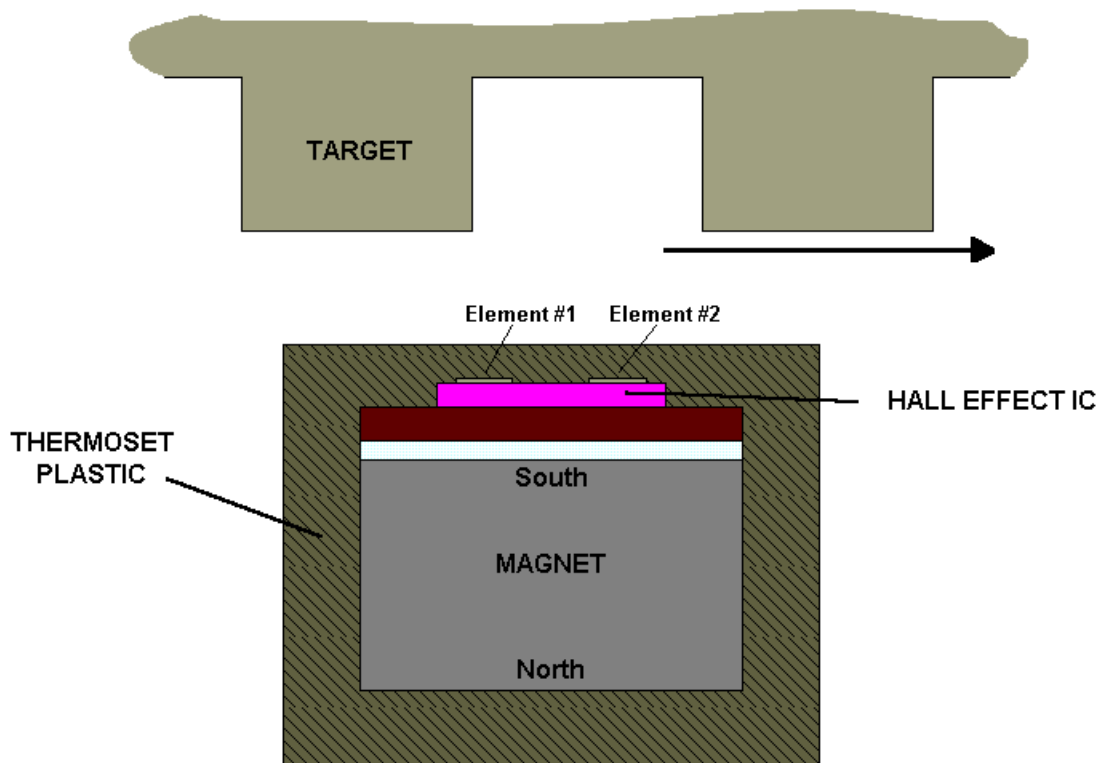 TARGET
Element #1
Element #2
HALL EFFECT IC
THERMOSET
PLASTIC
South
MAGNET
North